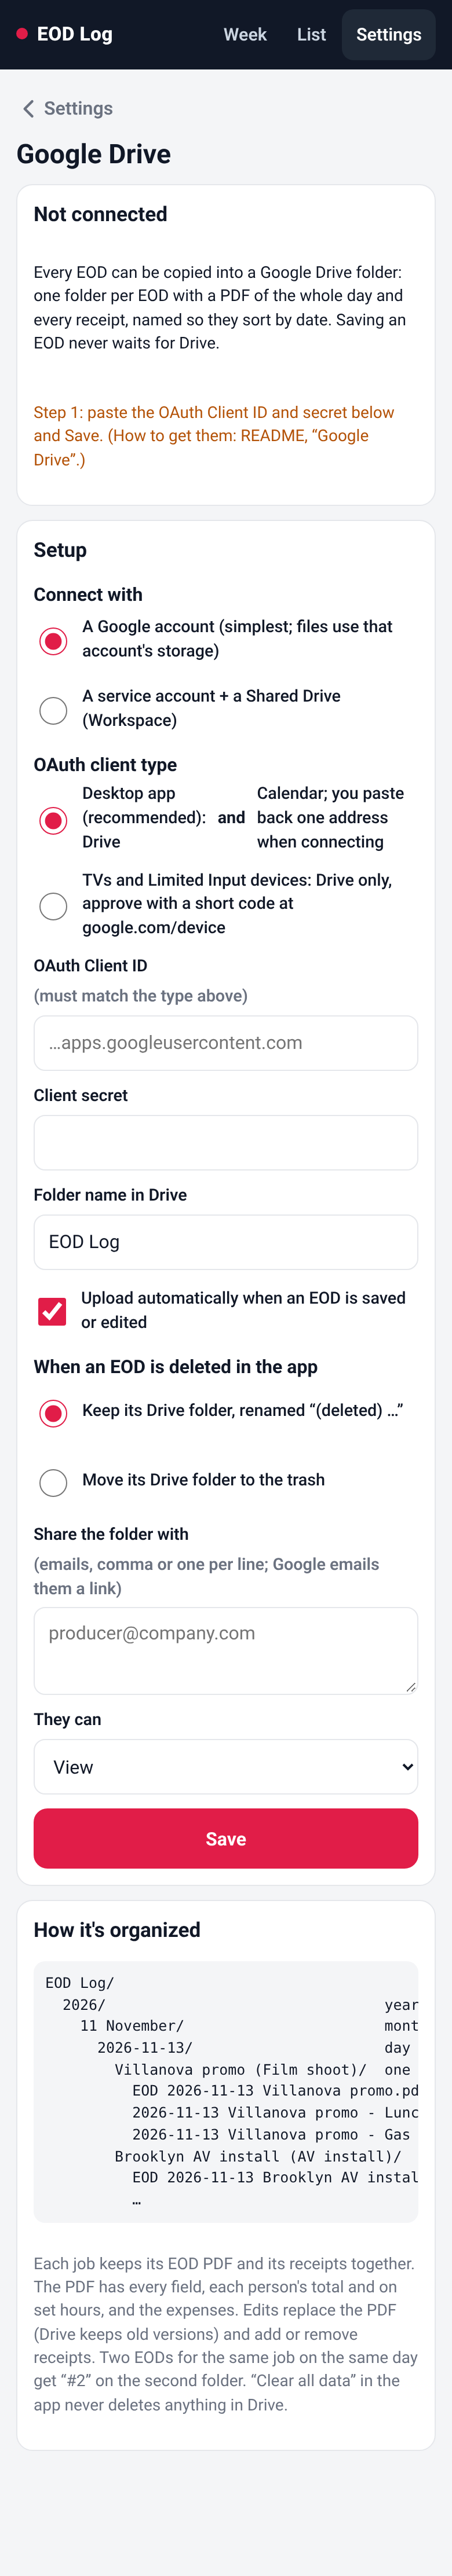 EOD Log
Week
List
Settings
Settings
Google Drive
Not connected
Every EOD can be copied into a Google Drive folder:
one folder per EOD with a PDF of the whole day and
every receipt, named so they sort by date. Saving an
EOD never waits for Drive.
Step 1: paste the OAuth Client ID and secret below
and Save. (How to get them: README, “Google
Drive”.)
Setup
Connect with
A Google account (simplest; files use that
account's storage)
A service account + a Shared Drive
(Workspace)
OAuth client type
Desktop app
(recommended):
Drive
and
Calendar; you paste
back one address
when connecting
TVs and Limited Input devices: Drive only,
approve with a short code at
google.com/device
OAuth Client ID
(must match the type above)
...apps.googleusercontent.com
Client secret
Folder name in Drive
EOD Log
Upload automatically when an EOD is saved
or edited
When an EOD is deleted in the app
Keep its Drive folder, renamed “(deleted) …”
Move its Drive folder to the trash
Share the folder with
(emails, comma or one per line; Google emails
them a link)
producer@company.com
They can
View
Save
How it's organized
EOD Log/
2026/ year
11 November/ mont
2026-11-13/ day
Villanova promo (Film shoot)/ one
EOD 2026-11-13 Villanova promo.pd
2026-11-13 Villanova promo - Lunc
2026-11-13 Villanova promo - Gas
Brooklyn AV install (AV install)/
EOD 2026-11-13 Brooklyn AV instal
…
Each job keeps its EOD PDF and its receipts together.
The PDF has every field, each person's total and on
set hours, and the expenses. Edits replace the PDF
(Drive keeps old versions) and add or remove
receipts. Two EODs for the same job on the same day
get “#2” on the second folder. “Clear all data” in the
app never deletes anything in Drive.